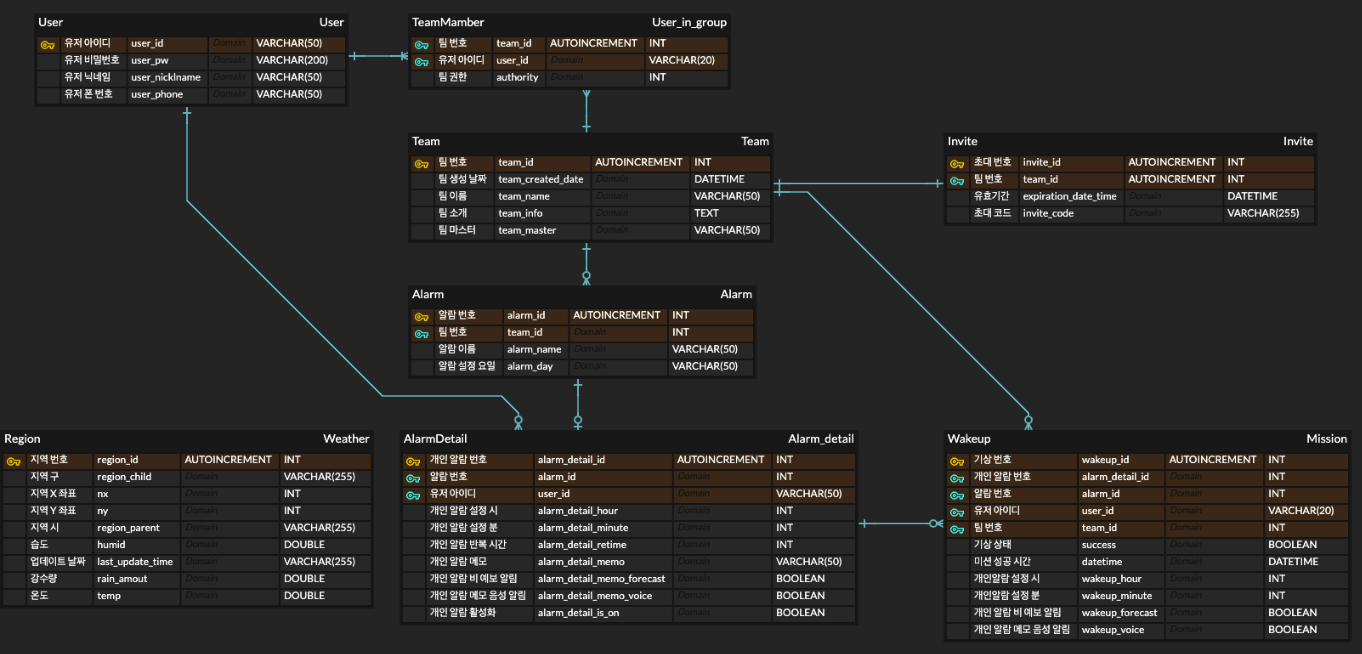 User User
유저 아이디 user_id Domain VARCHAR(50)
유저 비밀번호 user_pw Domain VARCHAR(200)
유저 닉네임 user_nicklname Domain VARCHAR(50)
유저 폰 번호 user_phone Domain VARCHAR(50)
TeamMamber User_in_group
팀 번호 team_id AUTOINCREMENT INT
유저 아이디 user_id Domain VARCHAR(20)
팀 권한 authority Domain INT
Team Team
팀 번호 team_id AUTOINCREMENT INT
팀 생성 날짜 team_created_date Domain DATETIME
팀 이름 team_name Domain VARCHAR(50)
팀 소개 team_info Domain TEXT
팀 마스터 team_master Domain VARCHAR(50)
Invite Invite
초대 번호 invite_id AUTOINCREMENT INT
팀 번호 team_id AUTOINCREMENT INT
유효기간 expiration_date_time Domain DATETIME
초대 코드 invite_code Domain VARCHAR(255)
Alarm Alarm
알람 번호 alarm_id AUTOINCREMENT INT
팀 번호 team_id Domain INT
알람 이름 alarm_name Domain VARCHAR(50)
알람 설정 요일 alarm_day Domain VARCHAR(50)
Region Weather
지역 번호 region_id AUTOINCREMENT INT
지역 구 region_child Domain VARCHAR(255)
지역 X 좌표 nx Domain INT
지역 Y 좌표 ny Domain INT
지역 시 region_parent Domain VARCHAR(255)
습도 humid Domain DOUBLE
업데이트 날짜 last_update_time Domain VARCHAR(255)
강수량 rain_amout Domain DOUBLE
온도 temp Domain DOUBLE
AlarmDetail Alarm_detail
개인 알람 번호 alarm_detail_id AUTOINCREMENT INT
알람 번호 alarm_id Domain INT
유저 아이디 user_id Domain VARCHAR(50)
개인 알람 설정 시 alarm_detail_hour Domain INT
개인 알람 설정 분 alarm_detail_minute Domain INT
개인 알람 반복 시간 alarm_detail_retime Domain INT
개인 알람 메모 alarm_detail_memo Domain VARCHAR(50)
개인 알람 비 예보 알림 alarm_detail_memo_forecast Domain BOOLEAN
개인 알람 메모 음성 알림 alarm_detail_memo_voice Domain BOOLEAN
개인 알람 활성화 alarm_detail_is_on Domain BOOLEAN
Wakeup Mission
기상 번호 wakeup_id AUTOINCREMENT INT
개인 알람 번호 alarm_detail_id Domain INT
알람 번호 alarm_id Domain INT
유저 아이디 user_id Domain VARCHAR(20)
팀 번호 team_id Domain INT
기상 상태 success Domain BOOLEAN
미션 성공 시간 datetime Domain DATETIME
개인알람 설정 시 wakeup_hour Domain INT
개인알람 설정 분 wakeup_minute Domain INT
개인 알람 비 예보 알림 wakeup_forecast Domain BOOLEAN
개인 알람 메모 음성 알림 wakeup_voice Domain BOOLEAN